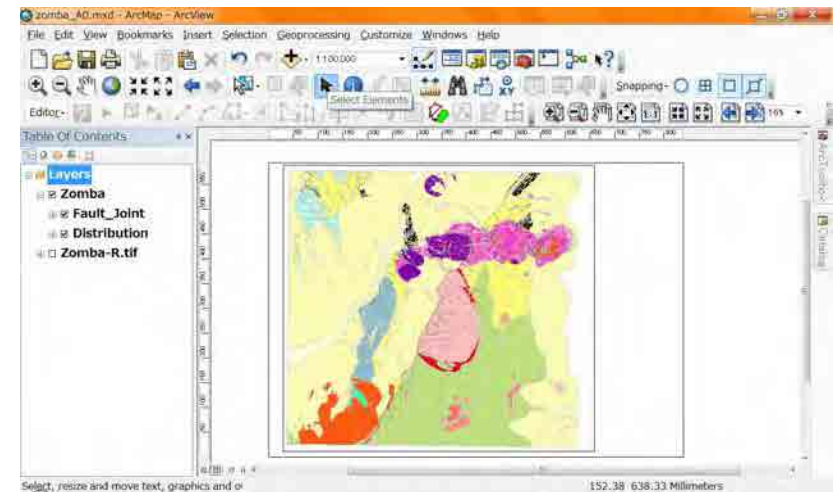 zomba_A0.mxd - ArcMap - ArcView
File Edit View Bookmarks Insert Selection Geoprocessing Customize Windows Help
1:100,000
Snapping
Editor
Select Elements
16%
Table Of Contents
Layers
Zomba
Fault_Joint
Distribution
Zomba-R.tif
ArcToolbox
Catalog
Select, resize and move text, graphics and o
152.38 638.33 Millimeters